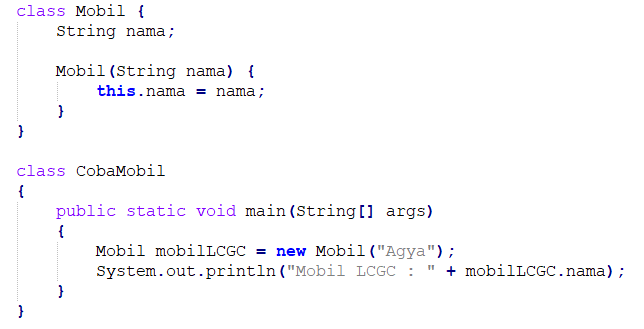 class Mobil {
    String nama;

    Mobil(String nama) {
        this.nama = nama;
    }
}

class CobaMobil
{
    public static void main(String[] args)
    {
        Mobil mobilLCGC = new Mobil("Agya");
        System.out.println("Mobil LCGC : " + mobilLCGC.nama);
    }
}